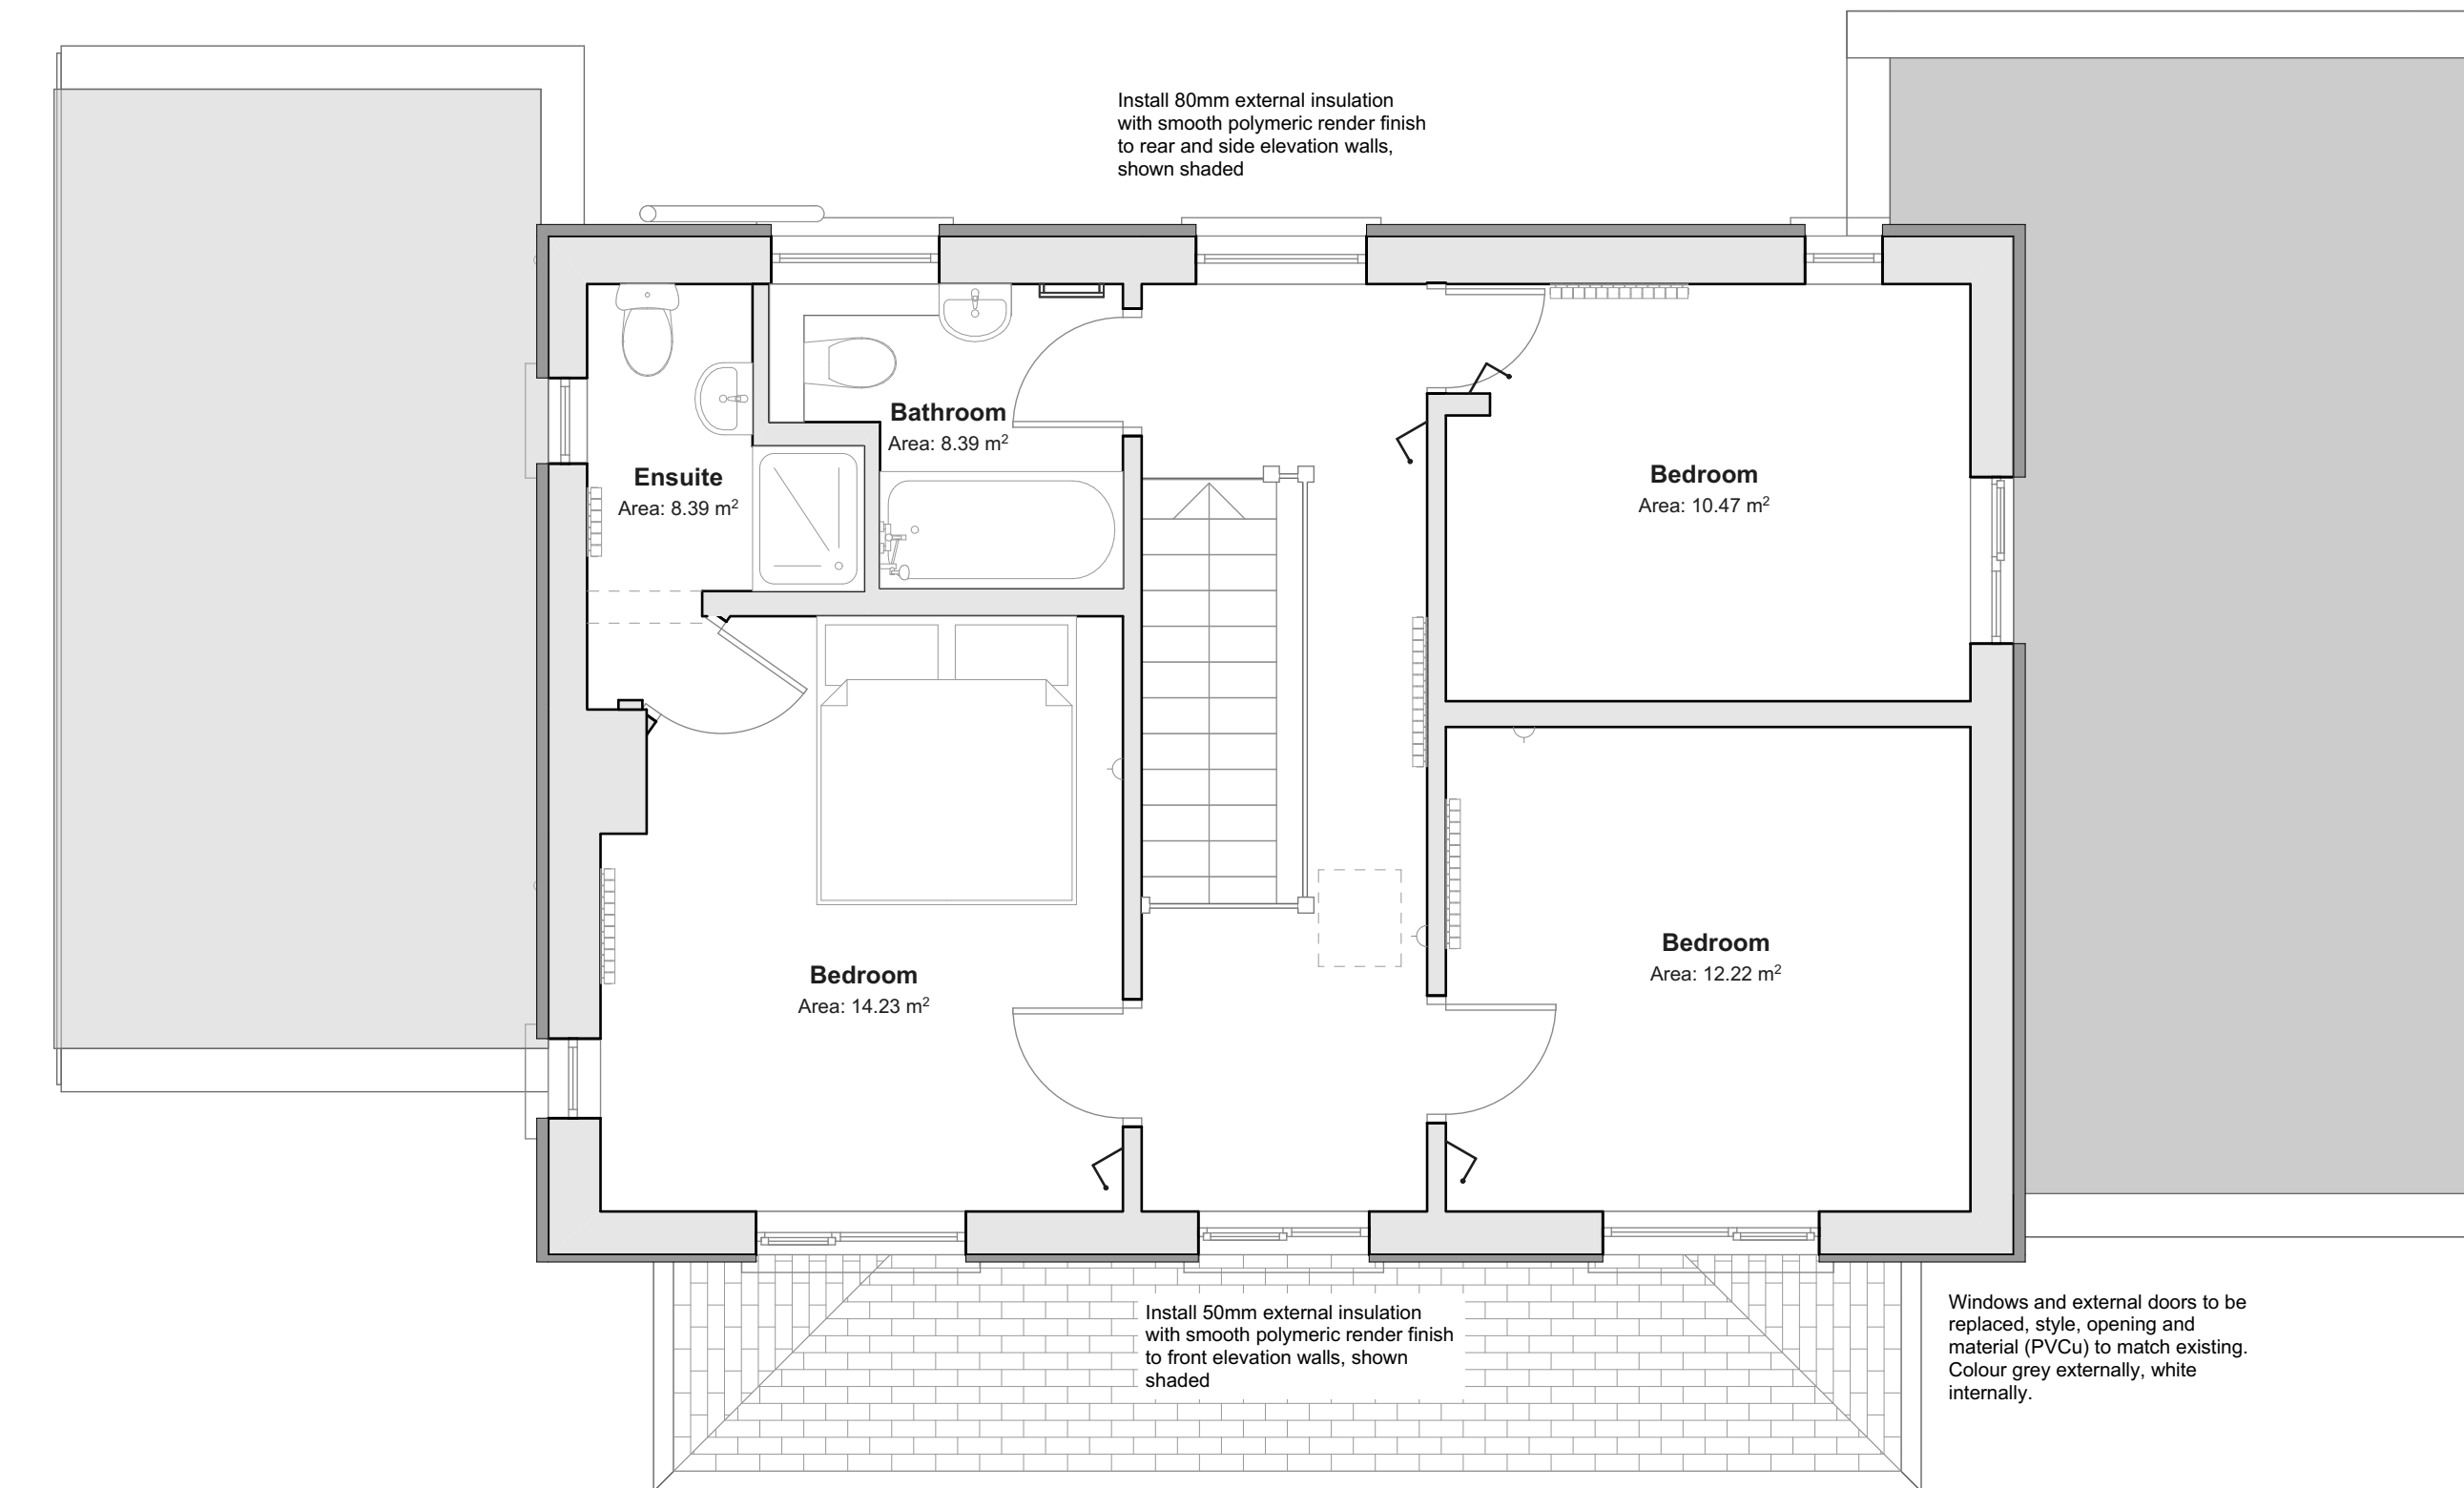 Install 80mm external insulation
with smooth polymeric render finish
to rear and side elevation walls,
shown shaded
Bathroom
Area: 8.39 m²
Ensuite
Area: 8.39 m²
Bedroom
Area: 10.47 m²
Bedroom
Area: 12.22 m²
Bedroom
Area: 14.23 m²
Install 50mm external insulation
with smooth polymeric render finish
to front elevation walls, shown
shaded
Windows and external doors to be
replaced, style, opening and
material (PVCu) to match existing.
Colour grey externally, white
internally.